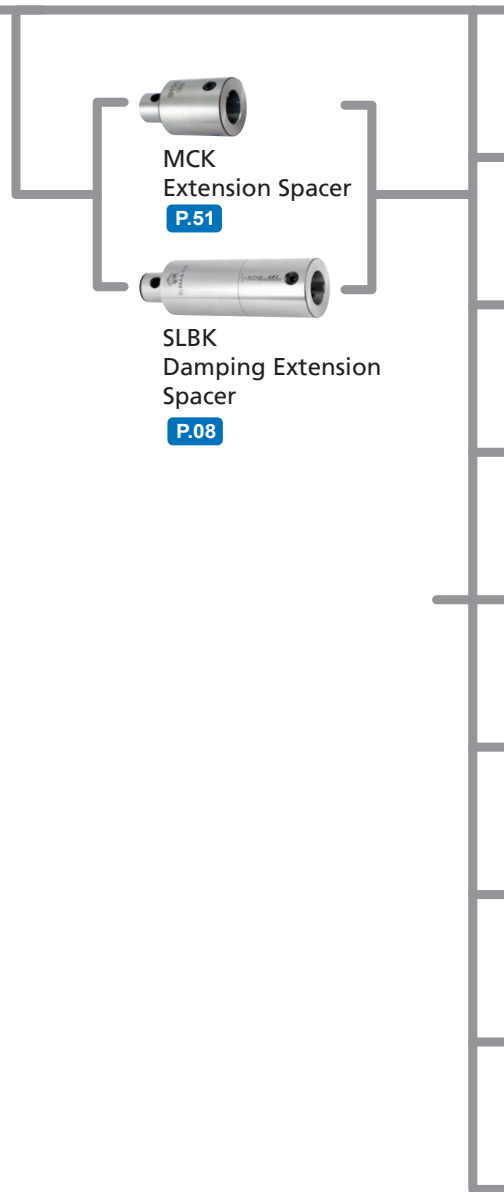 MCK
Extension Spacer
P.51
SLBK
Damping Extension
Spacer
P.08